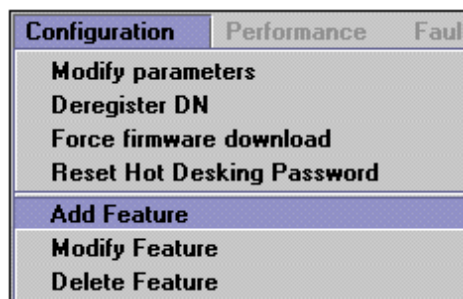 Configuration Performance Faul
Modify parameters
Deregister DN
Force firmware download
Reset Hot Desking Password
Add Feature
Modify Feature
Delete Feature